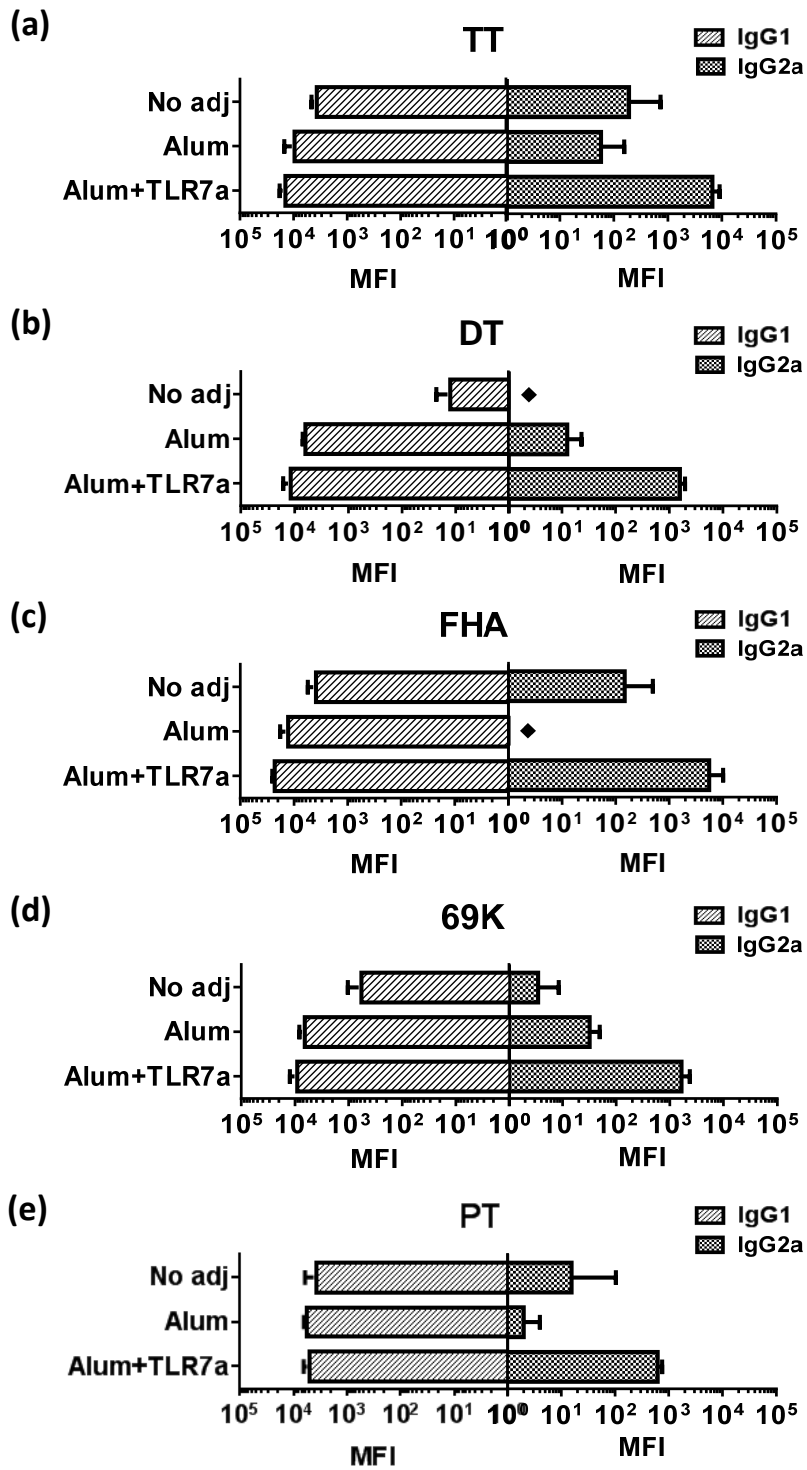 (a)
TT
IgG1
IgG2a
No adj
Alum
Alum+TLR7a
10⁵ 10⁴ 10³ 10² 10¹ 10⁰ 10¹ 10² 10³ 10⁴ 10⁵
MFI MFI
(b)
DT
IgG1
IgG2a
No adj
Alum
Alum+TLR7a
10⁵ 10⁴ 10³ 10² 10¹ 10⁰ 10¹ 10² 10³ 10⁴ 10⁵
MFI MFI
(c)
FHA
IgG1
IgG2a
No adj
Alum
Alum+TLR7a
10⁵ 10⁴ 10³ 10² 10¹ 10⁰ 10¹ 10² 10³ 10⁴ 10⁵
MFI MFI
(d)
69K
IgG1
IgG2a
No adj
Alum
Alum+TLR7a
10⁵ 10⁴ 10³ 10² 10¹ 10⁰ 10¹ 10² 10³ 10⁴ 10⁵
MFI MFI
(e)
PT
IgG1
IgG2a
No adj
Alum
Alum+TLR7a
10⁵ 10⁴ 10³ 10² 10¹ 10⁰ 10¹ 10² 10³ 10⁴ 10⁵
MFI MFI